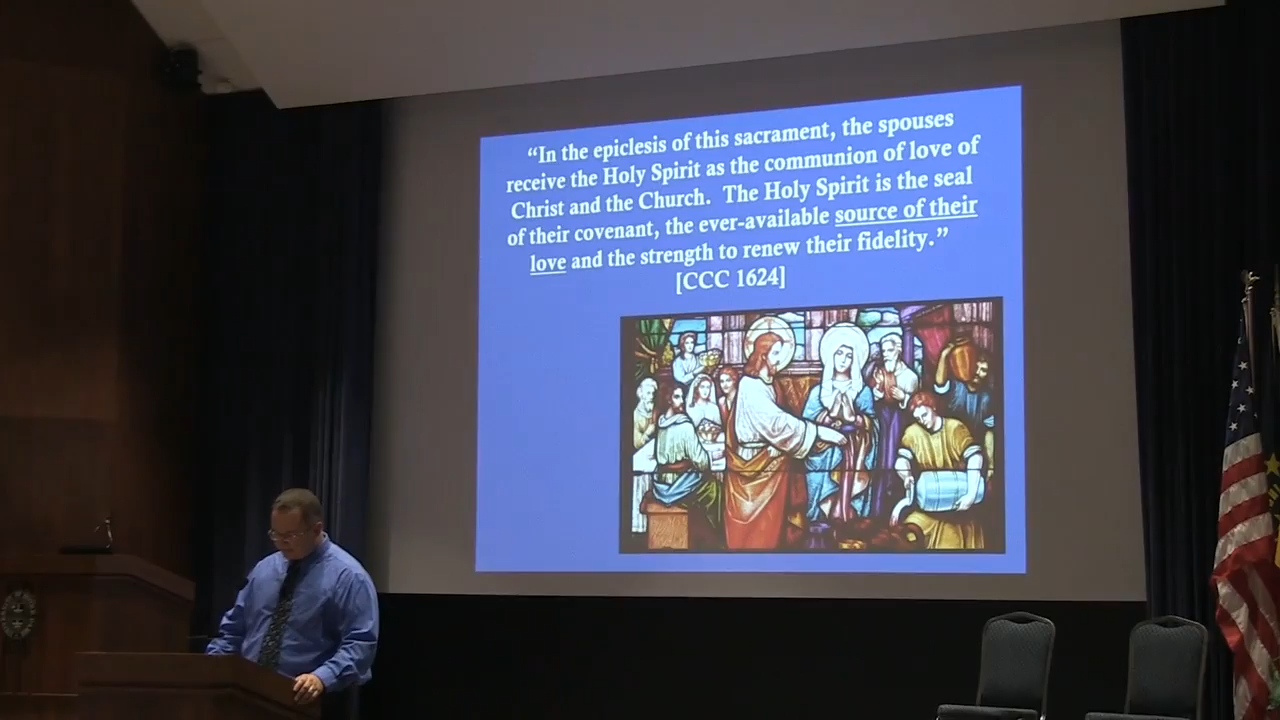 “In the epiclesis of this sacrament, the spouses
receive the Holy Spirit as the communion of love of
Christ and the Church.  The Holy Spirit is the seal
of their covenant, the ever-available source of their
love and the strength to renew their fidelity.”
[CCC 1624]